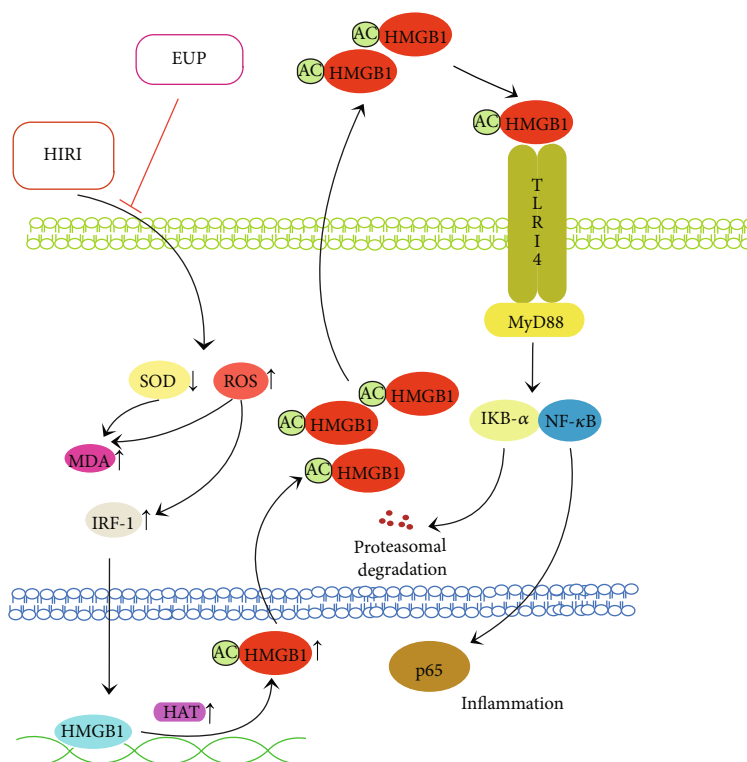 EUP
HIRI
AC HMGB1
AC HMGB1
AC HMGB1
TLRI4
MyD88
SOD ↓ ROS ↑
MDA ↑
IRF-1 ↑
AC HMGB1
AC HMGB1
AC HMGB1
IKB-α NF-κB
Proteasomal
degradation
AC HMGB1 ↑
HAT ↑
HMGB1
p65
Inflammation